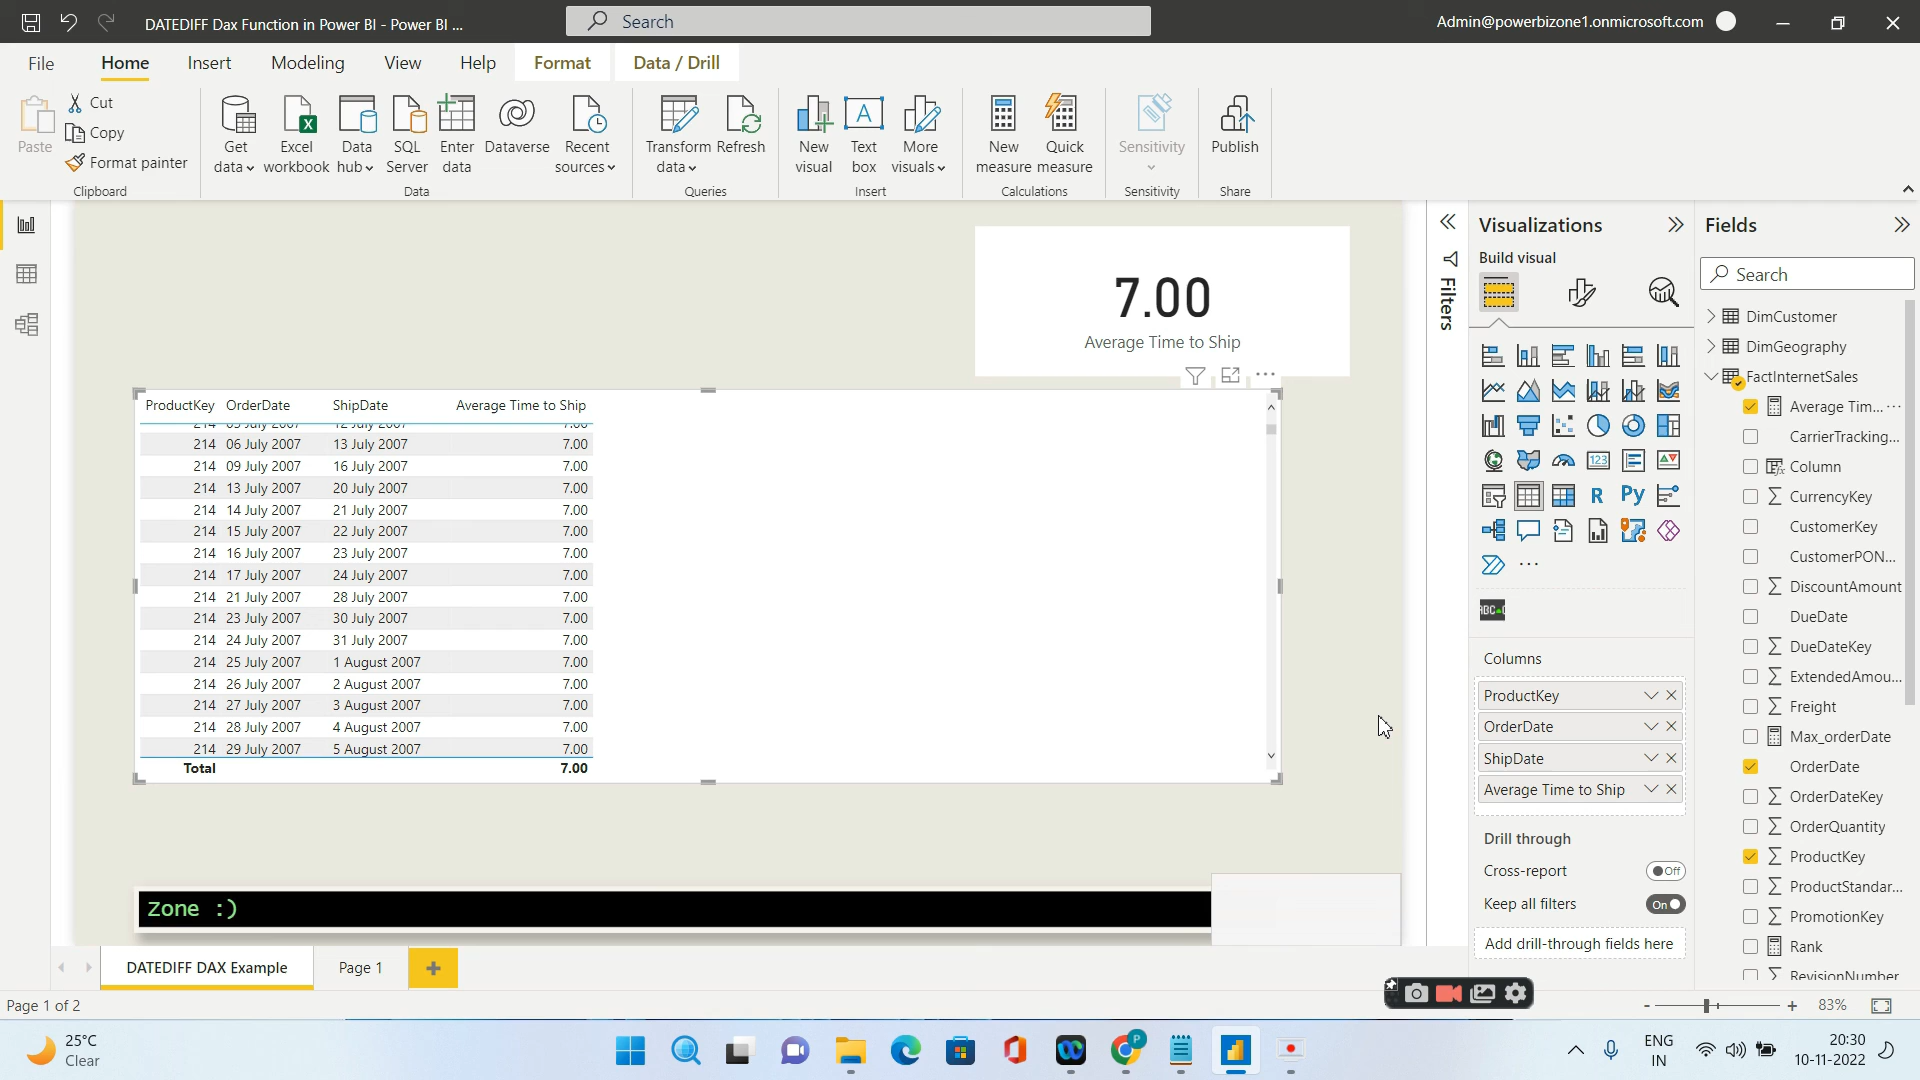 DATEDIFF Dax Function in Power BI - Power BI ...
Search
Admin@powerbizone1.onmicrosoft.com
File
Home
Insert
Modeling
View
Help
Format
Data / Drill
Paste
Cut
Copy
Format painter
Clipboard
Get
data
Excel
workbook
Data
hub
SQL
Server
Enter
data
Dataverse
Recent
sources
Data
Transform
data
Refresh
Queries
New
visual
A
Text
box
More
visuals
Insert
New
measure
Quick
measure
Calculations
Sensitivity
Sensitivity
Publish
Share
7.00
Average Time to Ship
ProductKey OrderDate ShipDate Average Time to Ship
214 06 July 2007 13 July 2007 7.00
214 09 July 2007 16 July 2007 7.00
214 13 July 2007 20 July 2007 7.00
214 14 July 2007 21 July 2007 7.00
214 15 July 2007 22 July 2007 7.00
214 16 July 2007 23 July 2007 7.00
214 17 July 2007 24 July 2007 7.00
214 21 July 2007 28 July 2007 7.00
214 23 July 2007 30 July 2007 7.00
214 24 July 2007 31 July 2007 7.00
214 25 July 2007 1 August 2007 7.00
214 26 July 2007 2 August 2007 7.00
214 27 July 2007 3 August 2007 7.00
214 28 July 2007 4 August 2007 7.00
214 29 July 2007 5 August 2007 7.00
Total 7.00
Zone :)
Filters
Visualizations
Build visual
123
R
Py
ABC
Columns
ProductKey
OrderDate
ShipDate
Average Time to Ship
Drill through
Cross-report
Off
Keep all filters
On
Add drill-through fields here
Fields
Search
DimCustomer
DimGeography
FactInternetSales
Average Tim...
CarrierTracking...
Column
CurrencyKey
CustomerKey
CustomerPON...
DiscountAmount
DueDate
DueDateKey
ExtendedAmou...
Freight
Max_orderDate
OrderDate
OrderDateKey
OrderQuantity
ProductKey
ProductStandar...
PromotionKey
Rank
RevisionNumber
DATEDIFF DAX Example
Page 1
+
Page 1 of 2
- + 83%
25°C
Clear
P
ENG
IN
20:30
10-11-2022